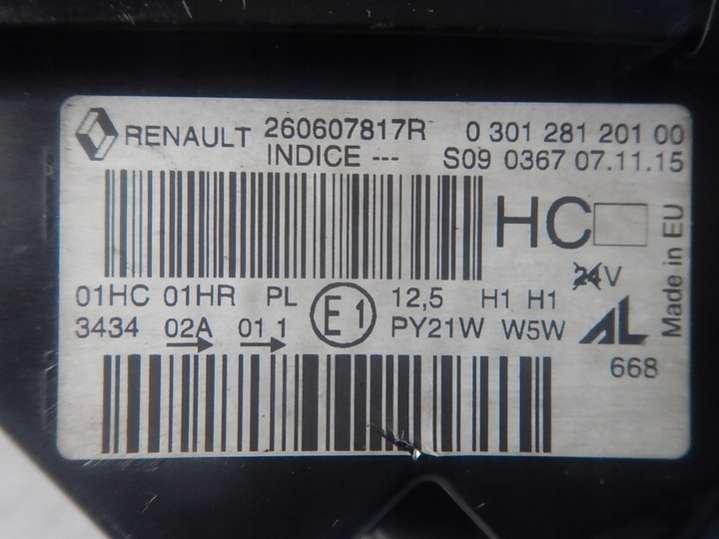 RENAULT 260607817R 0 301 281 201 00
INDICE --- S09 0367 07.11.15
HC
24V
01HC 01HR PL E1 12,5 H1 H1
3434 02A 01 1 PY21W W5W AL
668
Made in EU